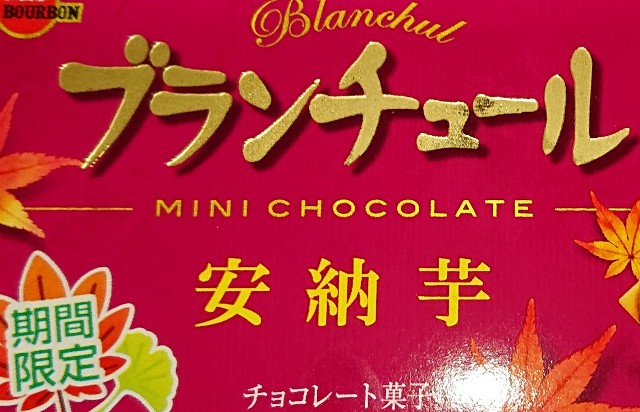 BOURBON
Blanchul
ブランチュール
MINI CHOCOLATE
安納芋
期間
限定
チョコレート菓子